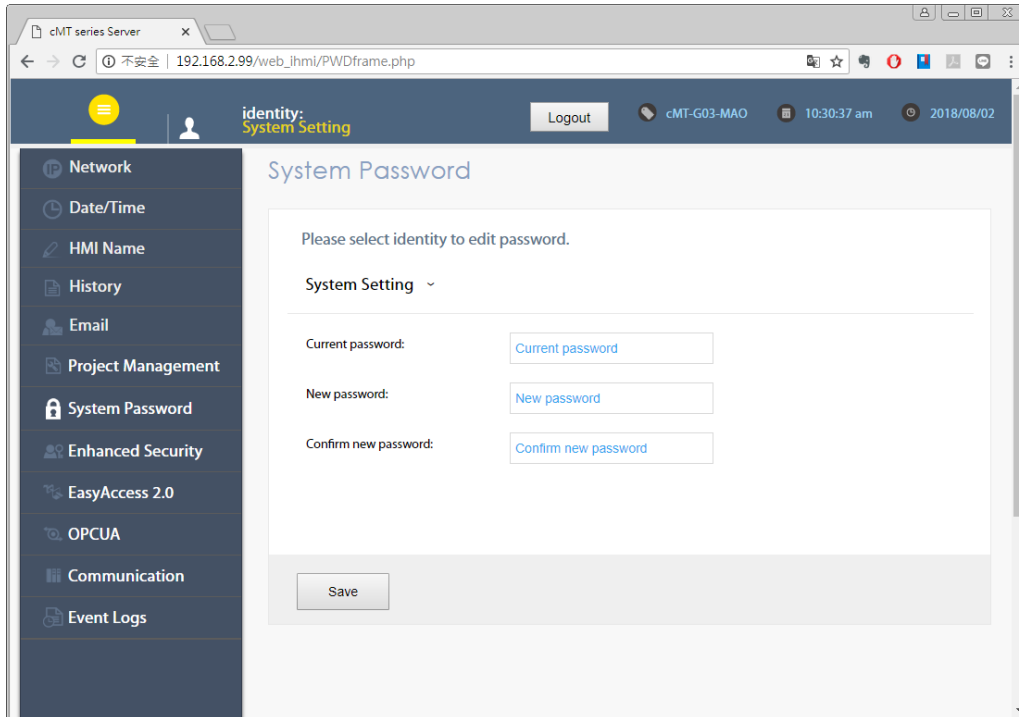 cMT series Server
不安全 | 192.168.2.99/web_ihmi/PWDframe.php
identity:
System Setting
Logout
cMT-G03-MAO
10:30:37 am
2018/08/02
Network
Date/Time
HMI Name
History
Email
Project Management
System Password
Enhanced Security
EasyAccess 2.0
OPCUA
Communication
Event Logs
System Password
Please select identity to edit password.
System Setting
Current password:
Current password
New password:
New password
Confirm new password:
Confirm new password
Save